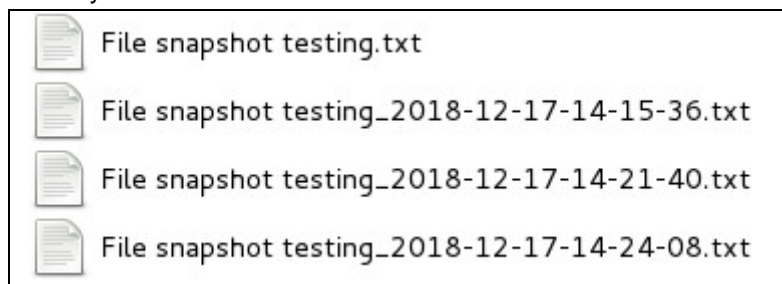 File snapshot testing.txt
File snapshot testing_2018-12-17-14-15-36.txt
File snapshot testing_2018-12-17-14-21-40.txt
File snapshot testing_2018-12-17-14-24-08.txt